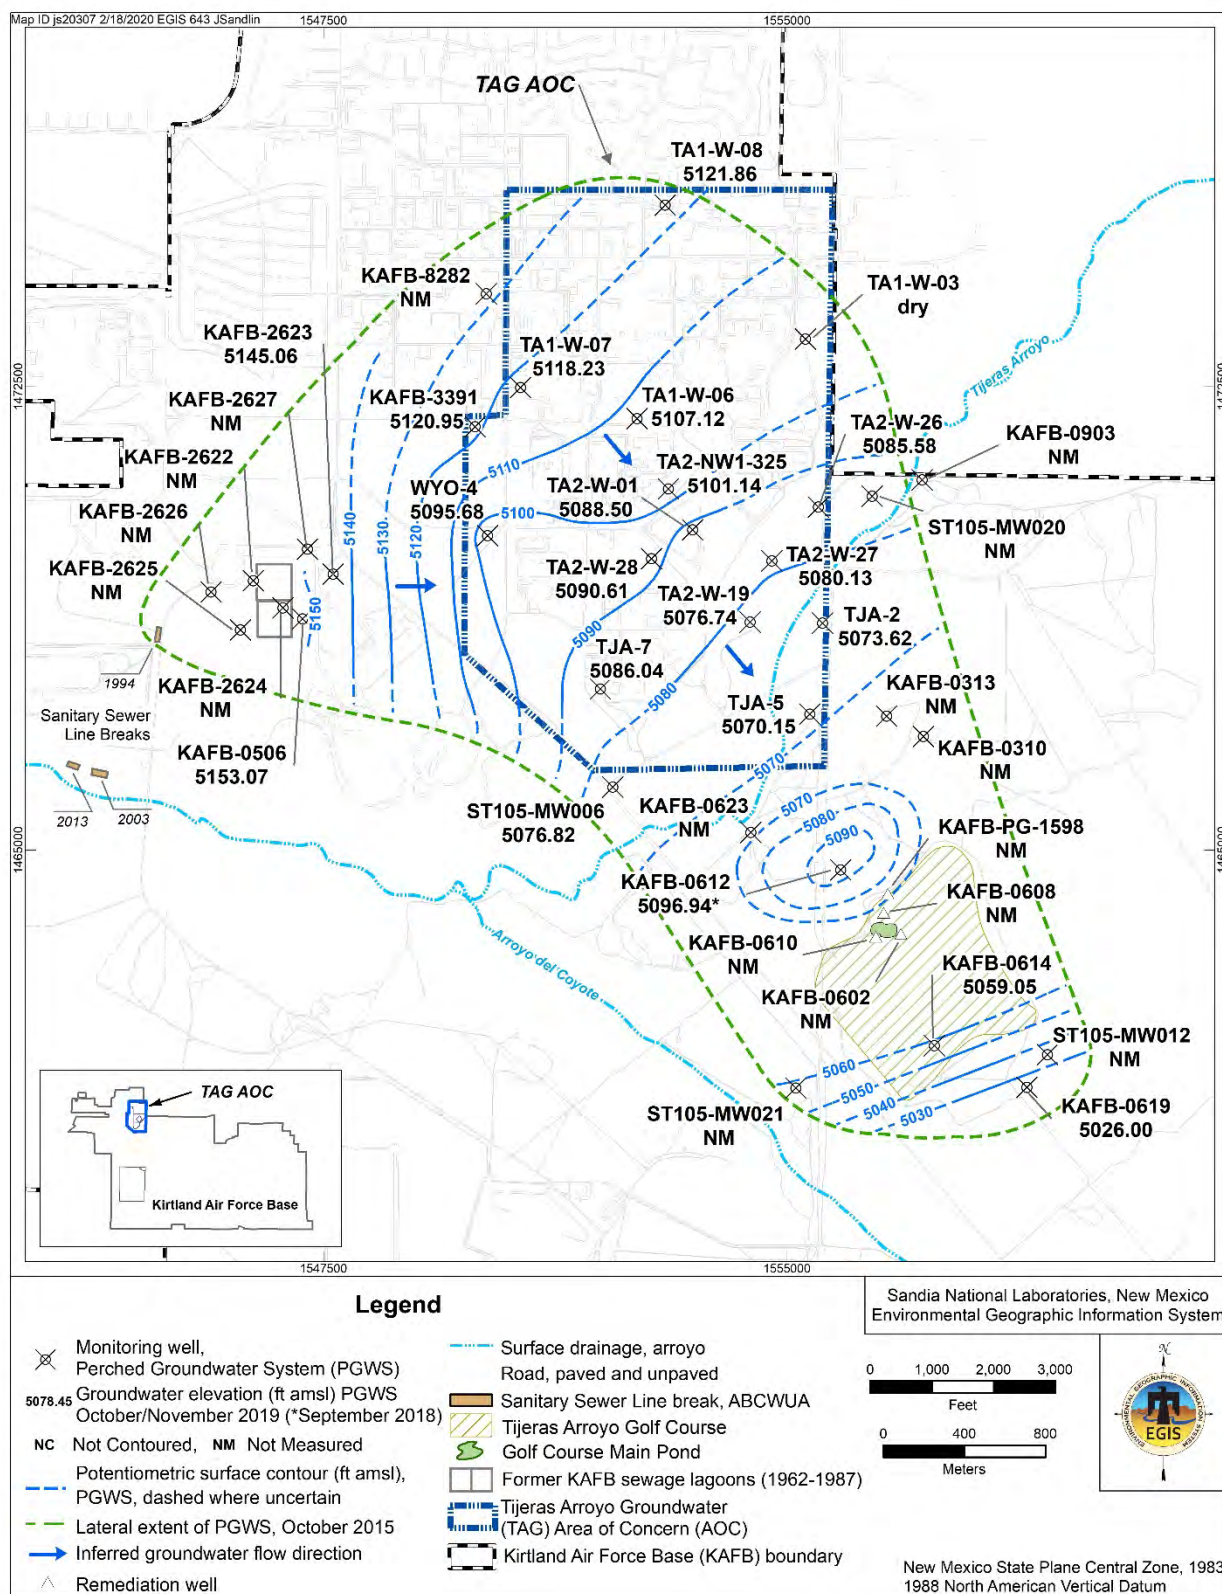 Map ID js20307 2/18/2020 EGIS 643 JSandlin
1547500
1555000
TAG AOC
TA1-W-08
5121.86
KAFB-8282
NM
TA1-W-03
dry
KAFB-2623
5145.06
TA1-W-07
5118.23
Tijeras Arroyo
1472500
1472500
KAFB-2627
NM
KAFB-3391
5120.95
TA1-W-06
5107.12
TA2-W-26
5085.58
KAFB-0903
NM
KAFB-2622
NM
5110
TA2-NW1-325
5101.14
WYO-4
5095.68
TA2-W-01
5088.50
KAFB-2626
NM
5100
5140
5130
5120
ST105-MW020
NM
KAFB-2625
NM
TA2-W-28
5090.61
TA2-W-27
5080.13
TA2-W-19
5076.74
5150
TJA-2
5073.62
5090
TJA-7
5086.04
1994
KAFB-2624
NM
5080
KAFB-0313
NM
TJA-5
5070.15
Sanitary Sewer
Line Breaks
KAFB-0506
5153.07
KAFB-0310
NM
5070
2013
2003
ST105-MW006
5076.82
KAFB-0623
NM
5070
5080
5090
KAFB-PG-1598
NM
1465000
1465000
KAFB-0612
5096.94*
KAFB-0608
NM
KAFB-0610
NM
Arroyo del Coyote
KAFB-0614
5059.05
KAFB-0602
NM
ST105-MW012
NM
5060
5050
5040
5030
TAG AOC
ST105-MW021
NM
KAFB-0619
5026.00
Kirtland Air Force Base
1547500
1555000
Legend
Monitoring well,
Perched Groundwater System (PGWS)
5078.45 Groundwater elevation (ft amsl) PGWS
October/November 2019 (*September 2018)
NC Not Contoured, NM Not Measured
Potentiometric surface contour (ft amsl),
PGWS, dashed where uncertain
Lateral extent of PGWS, October 2015
Inferred groundwater flow direction
Remediation well
Surface drainage, arroyo
Road, paved and unpaved
Sanitary Sewer Line break, ABCWUA
Tijeras Arroyo Golf Course
Golf Course Main Pond
Former KAFB sewage lagoons (1962-1987)
Tijeras Arroyo Groundwater
(TAG) Area of Concern (AOC)
Kirtland Air Force Base (KAFB) boundary
Sandia National Laboratories, New Mexico
Environmental Geographic Information System
0 1,000 2,000 3,000
Feet
0 400 800
Meters
N
ENVIRONMENTAL GEOGRAPHIC INFORMATION SYSTEM
EGIS
New Mexico State Plane Central Zone, 1983
1988 North American Vertical Datum